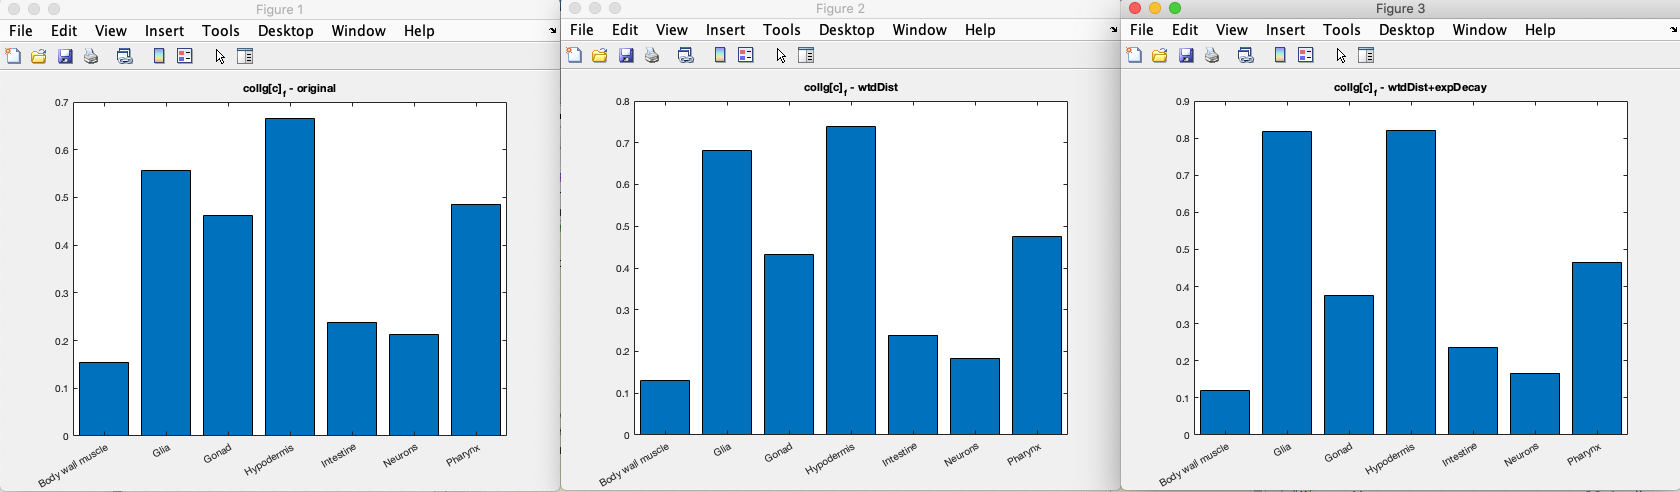 Figure 1
File Edit View Insert Tools Desktop Window Help
collg[c]f - original
0.7
0.6
0.5
0.4
0.3
0.2
0.1
0
Body wall muscle Glia Gonad Hypodermis Intestine Neurons Pharynx
Figure 2
File Edit View Insert Tools Desktop Window Help
collg[c]f - wtdDist
0.8
0.7
0.6
0.5
0.4
0.3
0.2
0.1
0
Body wall muscle Glia Gonad Hypodermis Intestine Neurons Pharynx
Figure 3
File Edit View Insert Tools Desktop Window Help
collg[c]f - wtdDist+expDecay
0.9
0.8
0.7
0.6
0.5
0.4
0.3
0.2
0.1
0
Body wall muscle Glia Gonad Hypodermis Intestine Neurons Pharynx